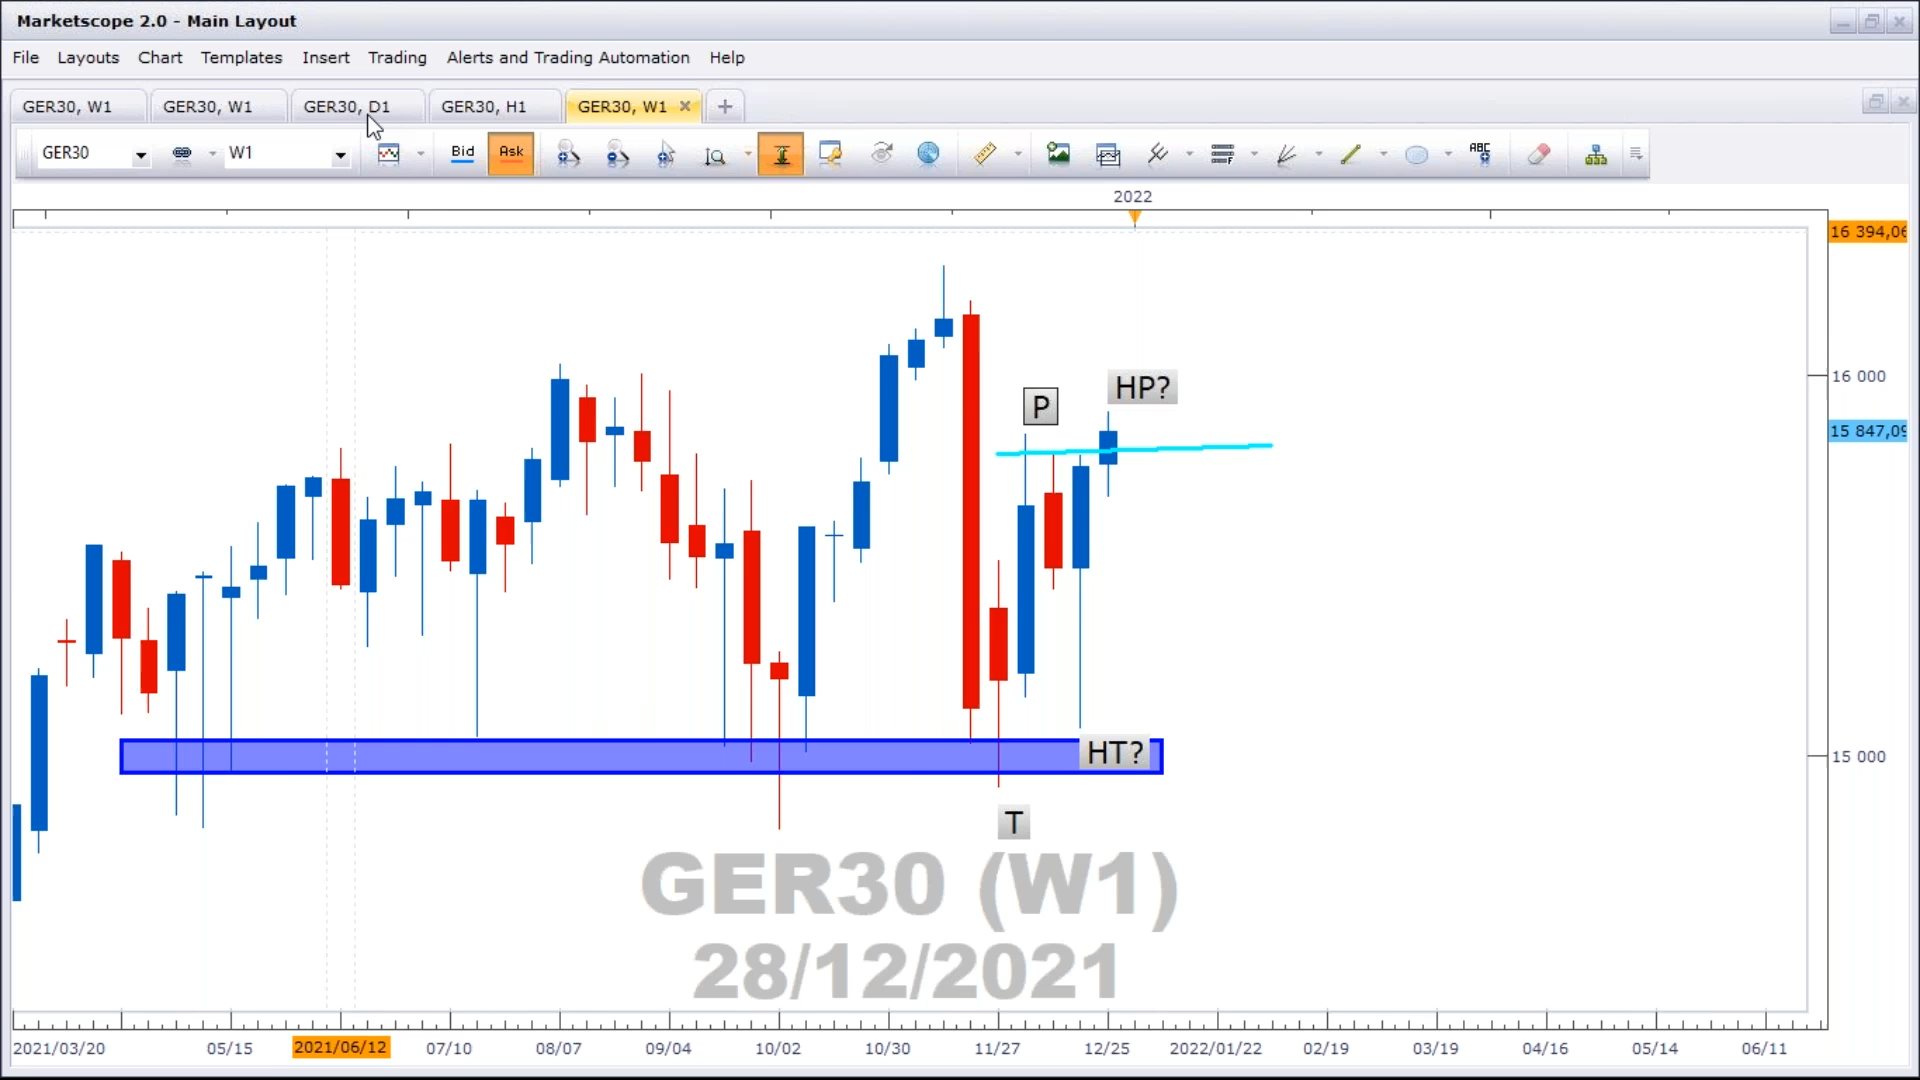 Marketscope 2.0 - Main Layout
File Layouts Chart Templates Insert Trading Alerts and Trading Automation Help
GER30, W1 GER30, W1 GER30, D1 GER30, H1 GER30, W1
GER30 W1 Bid Ask ABC
2022
16 394,06
HP?
16 000
P
15 847,09
HT?
15 000
T
GER30 (W1)
28/12/2021
2021/03/20 05/15 2021/06/12 07/10 08/07 09/04 10/02 10/30 11/27 12/25 2022/01/22 02/19 03/19 04/16 05/14 06/11